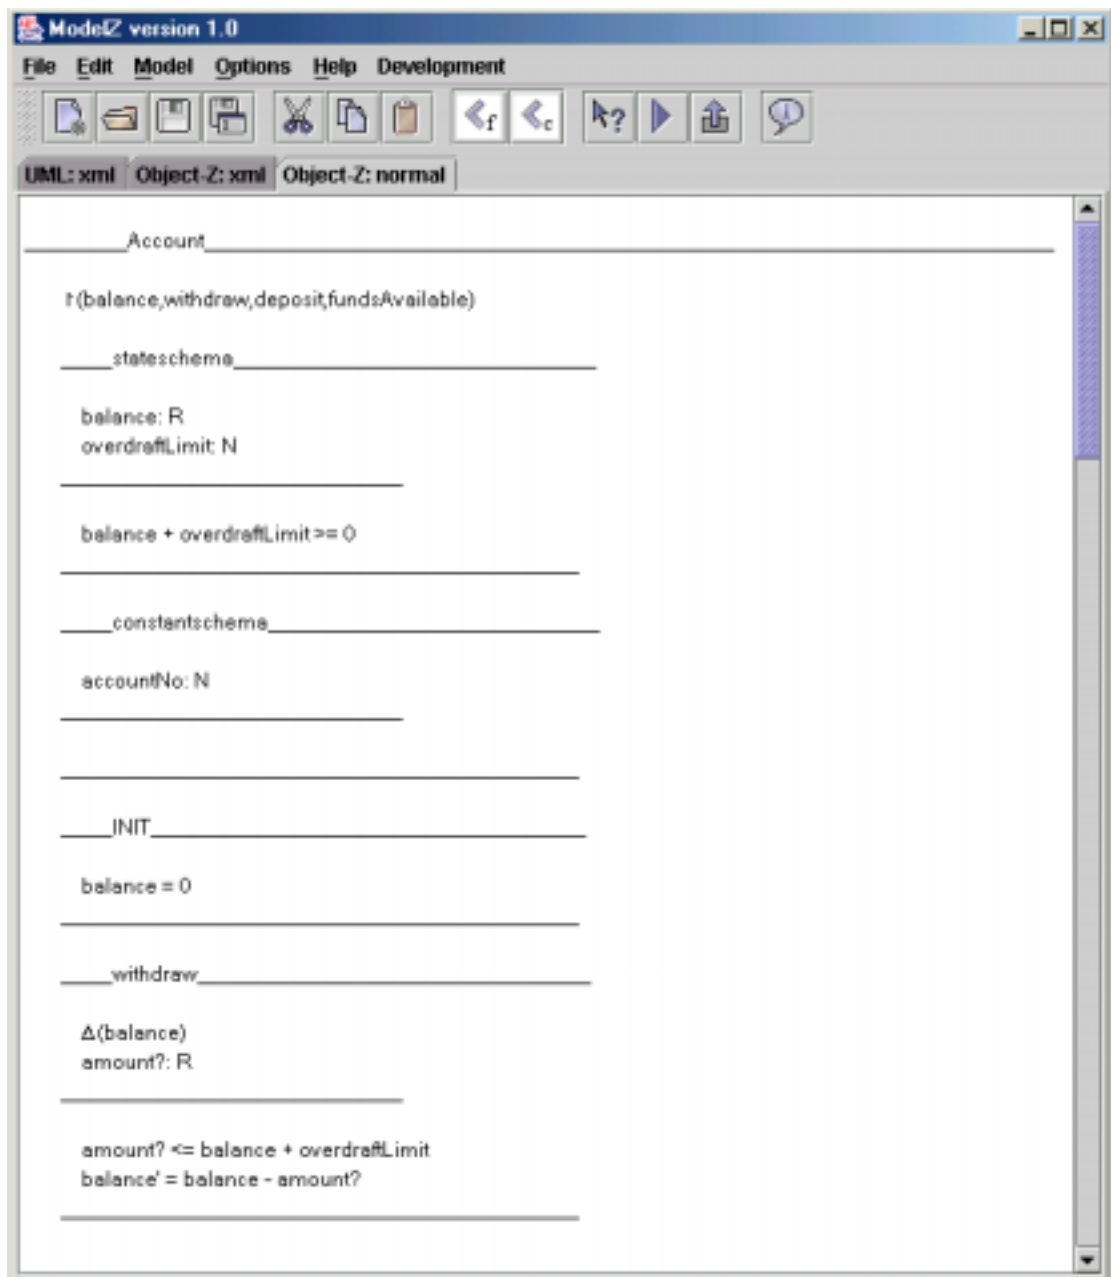 ModelZ version 1.0
File Edit Model Options Help Development
f c ?
UML: xml Object-Z: xml Object-Z: normal
Account
↾(balance,withdraw,deposit,fundsAvailable)
stateschema
balance: R
overdraftLimit: N
balance + overdraftLimit >= 0
constantschema
accountNo: N
INIT
balance = 0
withdraw
Δ(balance)
amount?: R
amount? <= balance + overdraftLimit
balance' = balance - amount?